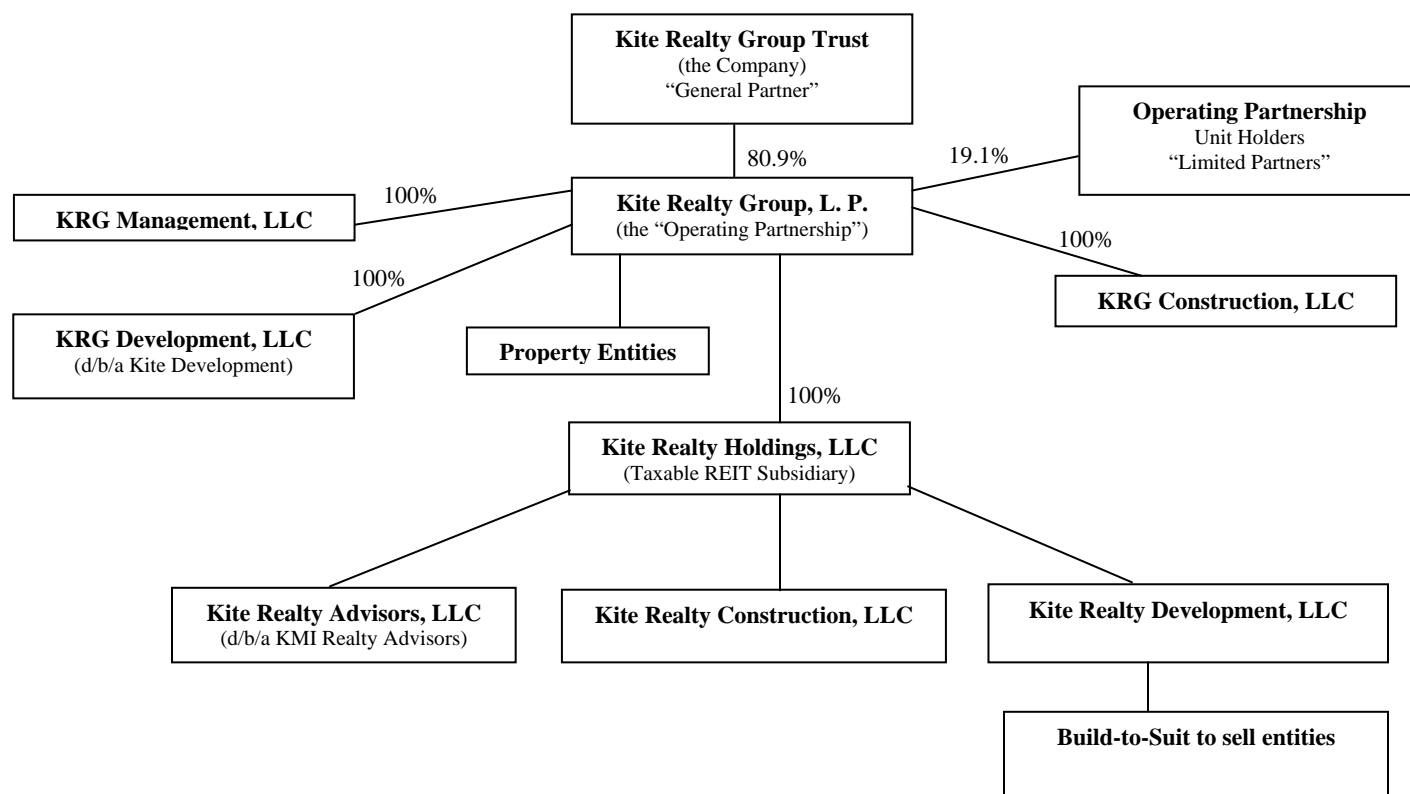 Kite Realty Group Trust
(the Company)
“General Partner”
Operating Partnership
Unit Holders
“Limited Partners”
80.9%
19.1%
100%
KRG Management, LLC
Kite Realty Group, L. P.
(the “Operating Partnership”)
100%
100%
KRG Construction, LLC
KRG Development, LLC
(d/b/a Kite Development)
Property Entities
100%
Kite Realty Holdings, LLC
(Taxable REIT Subsidiary)
Kite Realty Advisors, LLC
(d/b/a KMI Realty Advisors)
Kite Realty Construction, LLC
Kite Realty Development, LLC
Build-to-Suit to sell entities